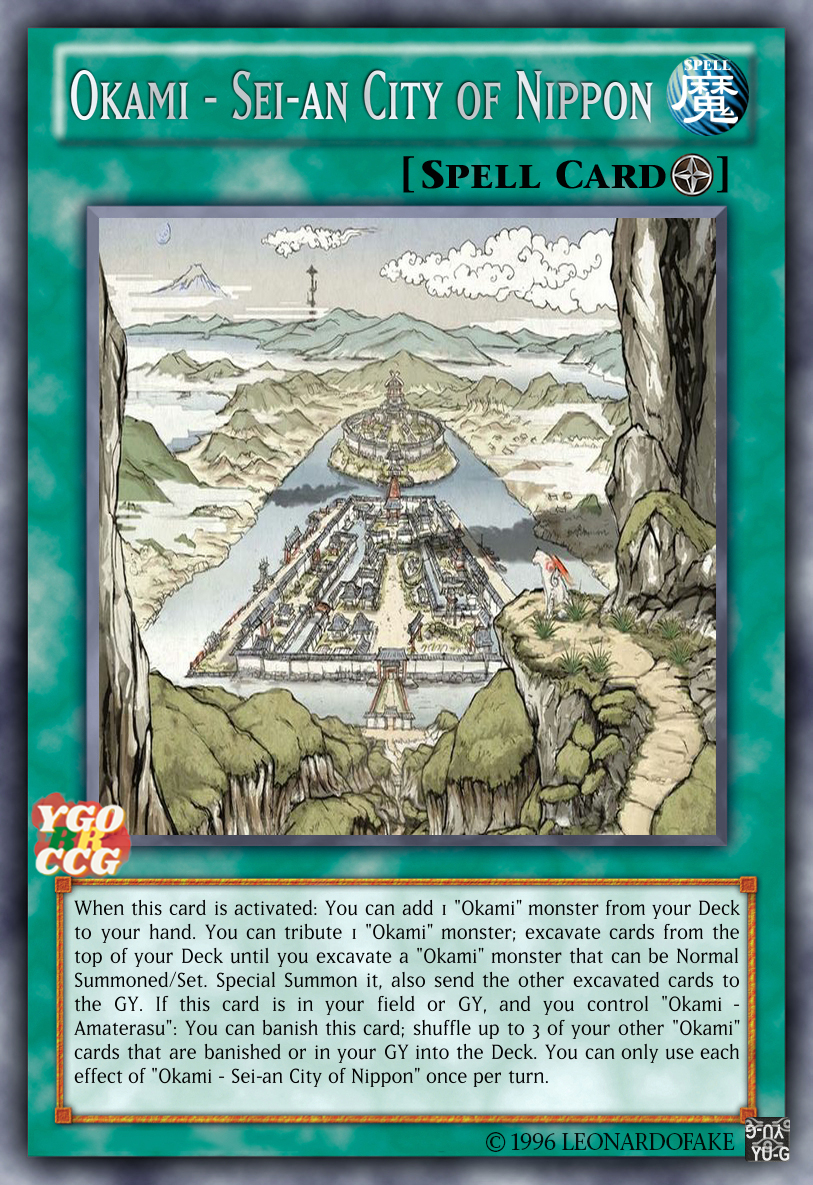 Okami - Sei-an City of Nippon
SPELL
魔
[Spell Card]
YGO
BR
CCG
When this card is activated: You can add 1 "Okami" monster from your Deck
to your hand. You can tribute 1 "Okami" monster; excavate cards from the
top of your Deck until you excavate a "Okami" monster that can be Normal
Summoned/Set. Special Summon it, also send the other excavated cards to
the GY. If this card is in your field or GY, and you control "Okami -
Amaterasu": You can banish this card; shuffle up to 3 of your other "Okami"
cards that are banished or in your GY into the Deck. You can only use each
effect of "Okami - Sei-an City of Nippon" once per turn.
© 1996 LEONARDOFAKE
YU-G